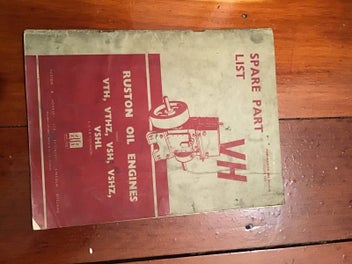 SPARE PART
LIST
VH
RUSTON OIL ENGINES
VTH, VTHZ, VSH, VSHZ,
VSHL